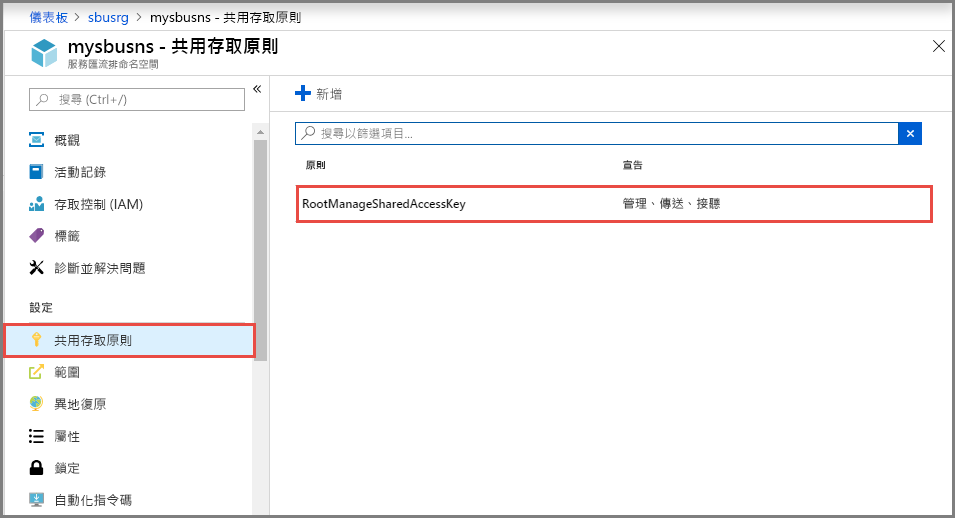 儀表板 > sbusrg > mysbusns - 共用存取原則
mysbusns - 共用存取原則
服務匯流排命名空間
搜尋 (Ctrl+/)
概觀
活動記錄
存取控制 (IAM)
標籤
診斷並解決問題
設定
共用存取原則
範圍
異地復原
屬性
鎖定
自動化指令碼
新增
搜尋以篩選項目...
原則 宣告
RootManageSharedAccessKey 管理、傳送、接聽